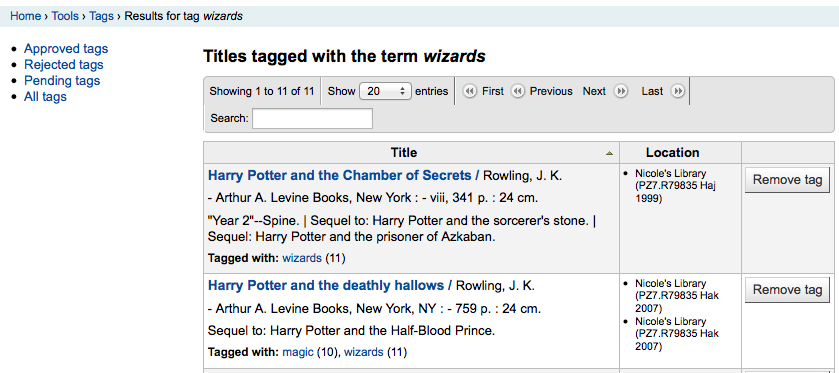 Home › Tools › Tags › Results for tag wizards
Approved tags
Rejected tags
Pending tags
All tags
Titles tagged with the term wizards
Showing 1 to 11 of 11 Show 20 entries First Previous Next Last
Search:
Title Location
Harry Potter and the Chamber of Secrets / Rowling, J. K.
- Arthur A. Levine Books, New York : - viii, 341 p. : 24 cm.
"Year 2"--Spine. | Sequel to: Harry Potter and the sorcerer's stone. |
Sequel: Harry Potter and the prisoner of Azkaban.
Tagged with: wizards (11)
Nicole's Library
(PZ7.R79835 Haj
1999)
Remove tag
Harry Potter and the deathly hallows / Rowling, J. K.
- Arthur A. Levine Books, New York, NY : - 759 p. : 24 cm.
Sequel to: Harry Potter and the Half-Blood Prince.
Tagged with: magic (10), wizards (11)
Nicole's Library
(PZ7.R79835 Hak
2007)
Nicole's Library
(PZ7.R79835 Hak
2007)
Remove tag